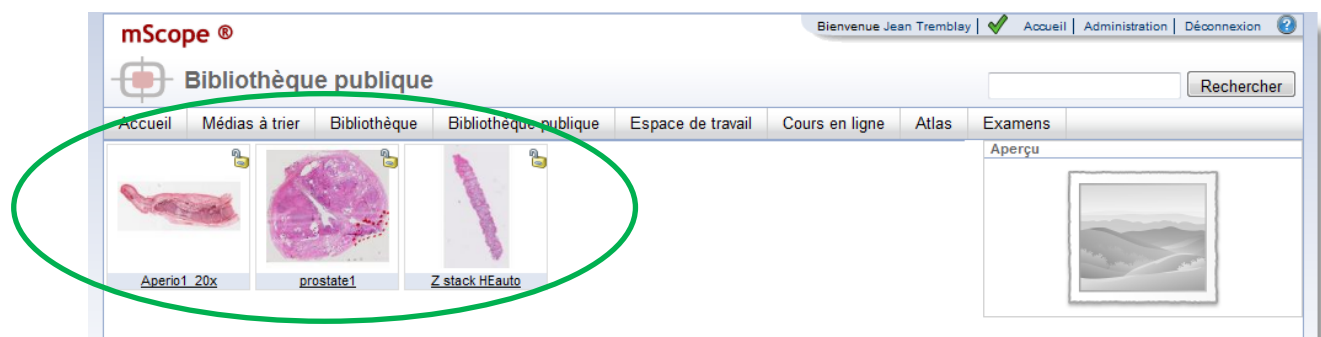 mScope ®
Bienvenue Jean Tremblay | Accueil | Administration | Déconnexion ?
Bibliothèque publique
Rechercher
Accueil Médias à trier Bibliothèque Bibliothèque publique Espace de travail Cours en ligne Atlas Examens
Aperçu
Aperio1_20x prostate1 Z stack HEauto